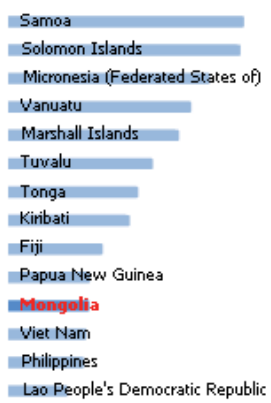 Samoa
Solomon Islands
Micronesia (Federated States of)
Vanuatu
Marshall Islands
Tuvalu
Tonga
Kiribati
Fiji
Papua New Guinea
Mongolia
Viet Nam
Philippines
Lao People's Democratic Republic